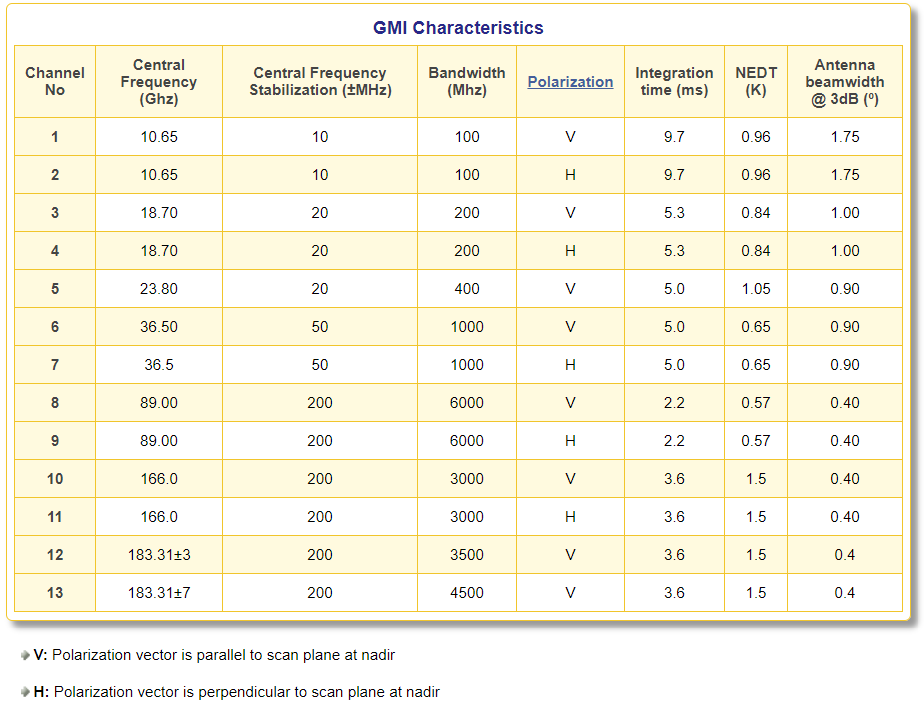 GMI Characteristics
Channel No | Central Frequency (Ghz) | Central Frequency Stabilization (±MHz) | Bandwidth (Mhz) | Polarization | Integration time (ms) | NEDT (K) | Antenna beamwidth @ 3dB (º)
1 | 10.65 | 10 | 100 | V | 9.7 | 0.96 | 1.75
2 | 10.65 | 10 | 100 | H | 9.7 | 0.96 | 1.75
3 | 18.70 | 20 | 200 | V | 5.3 | 0.84 | 1.00
4 | 18.70 | 20 | 200 | H | 5.3 | 0.84 | 1.00
5 | 23.80 | 20 | 400 | V | 5.0 | 1.05 | 0.90
6 | 36.50 | 50 | 1000 | V | 5.0 | 0.65 | 0.90
7 | 36.5 | 50 | 1000 | H | 5.0 | 0.65 | 0.90
8 | 89.00 | 200 | 6000 | V | 2.2 | 0.57 | 0.40
9 | 89.00 | 200 | 6000 | H | 2.2 | 0.57 | 0.40
10 | 166.0 | 200 | 3000 | V | 3.6 | 1.5 | 0.40
11 | 166.0 | 200 | 3000 | H | 3.6 | 1.5 | 0.40
12 | 183.31±3 | 200 | 3500 | V | 3.6 | 1.5 | 0.4
13 | 183.31±7 | 200 | 4500 | V | 3.6 | 1.5 | 0.4
V: Polarization vector is parallel to scan plane at nadir
H: Polarization vector is perpendicular to scan plane at nadir